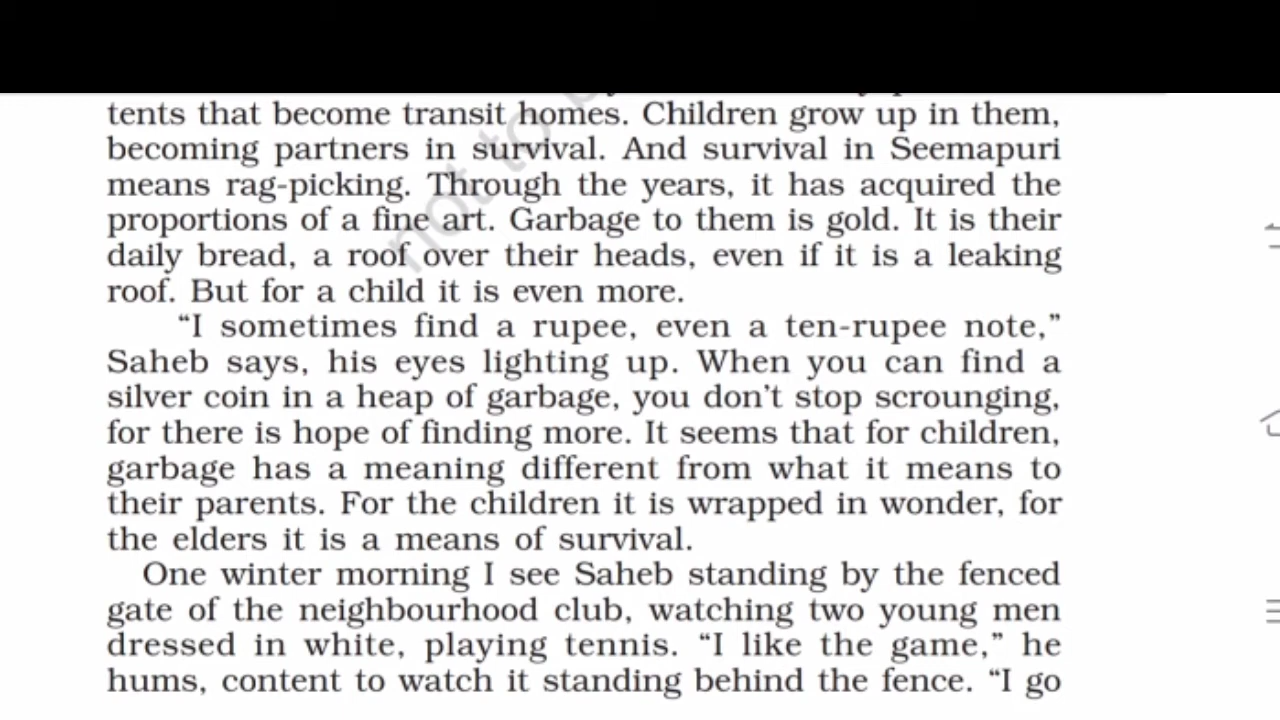 tents that become transit homes. Children grow up in them,
becoming partners in survival. And survival in Seemapuri
means rag-picking. Through the years, it has acquired the
proportions of a fine art. Garbage to them is gold. It is their
daily bread, a roof over their heads, even if it is a leaking
roof. But for a child it is even more.
“I sometimes find a rupee, even a ten-rupee note,”
Saheb says, his eyes lighting up. When you can find a
silver coin in a heap of garbage, you don’t stop scrounging,
for there is hope of finding more. It seems that for children,
garbage has a meaning different from what it means to
their parents. For the children it is wrapped in wonder, for
the elders it is a means of survival.
One winter morning I see Saheb standing by the fenced
gate of the neighbourhood club, watching two young men
dressed in white, playing tennis. “I like the game,” he
hums, content to watch it standing behind the fence. “I go
not to